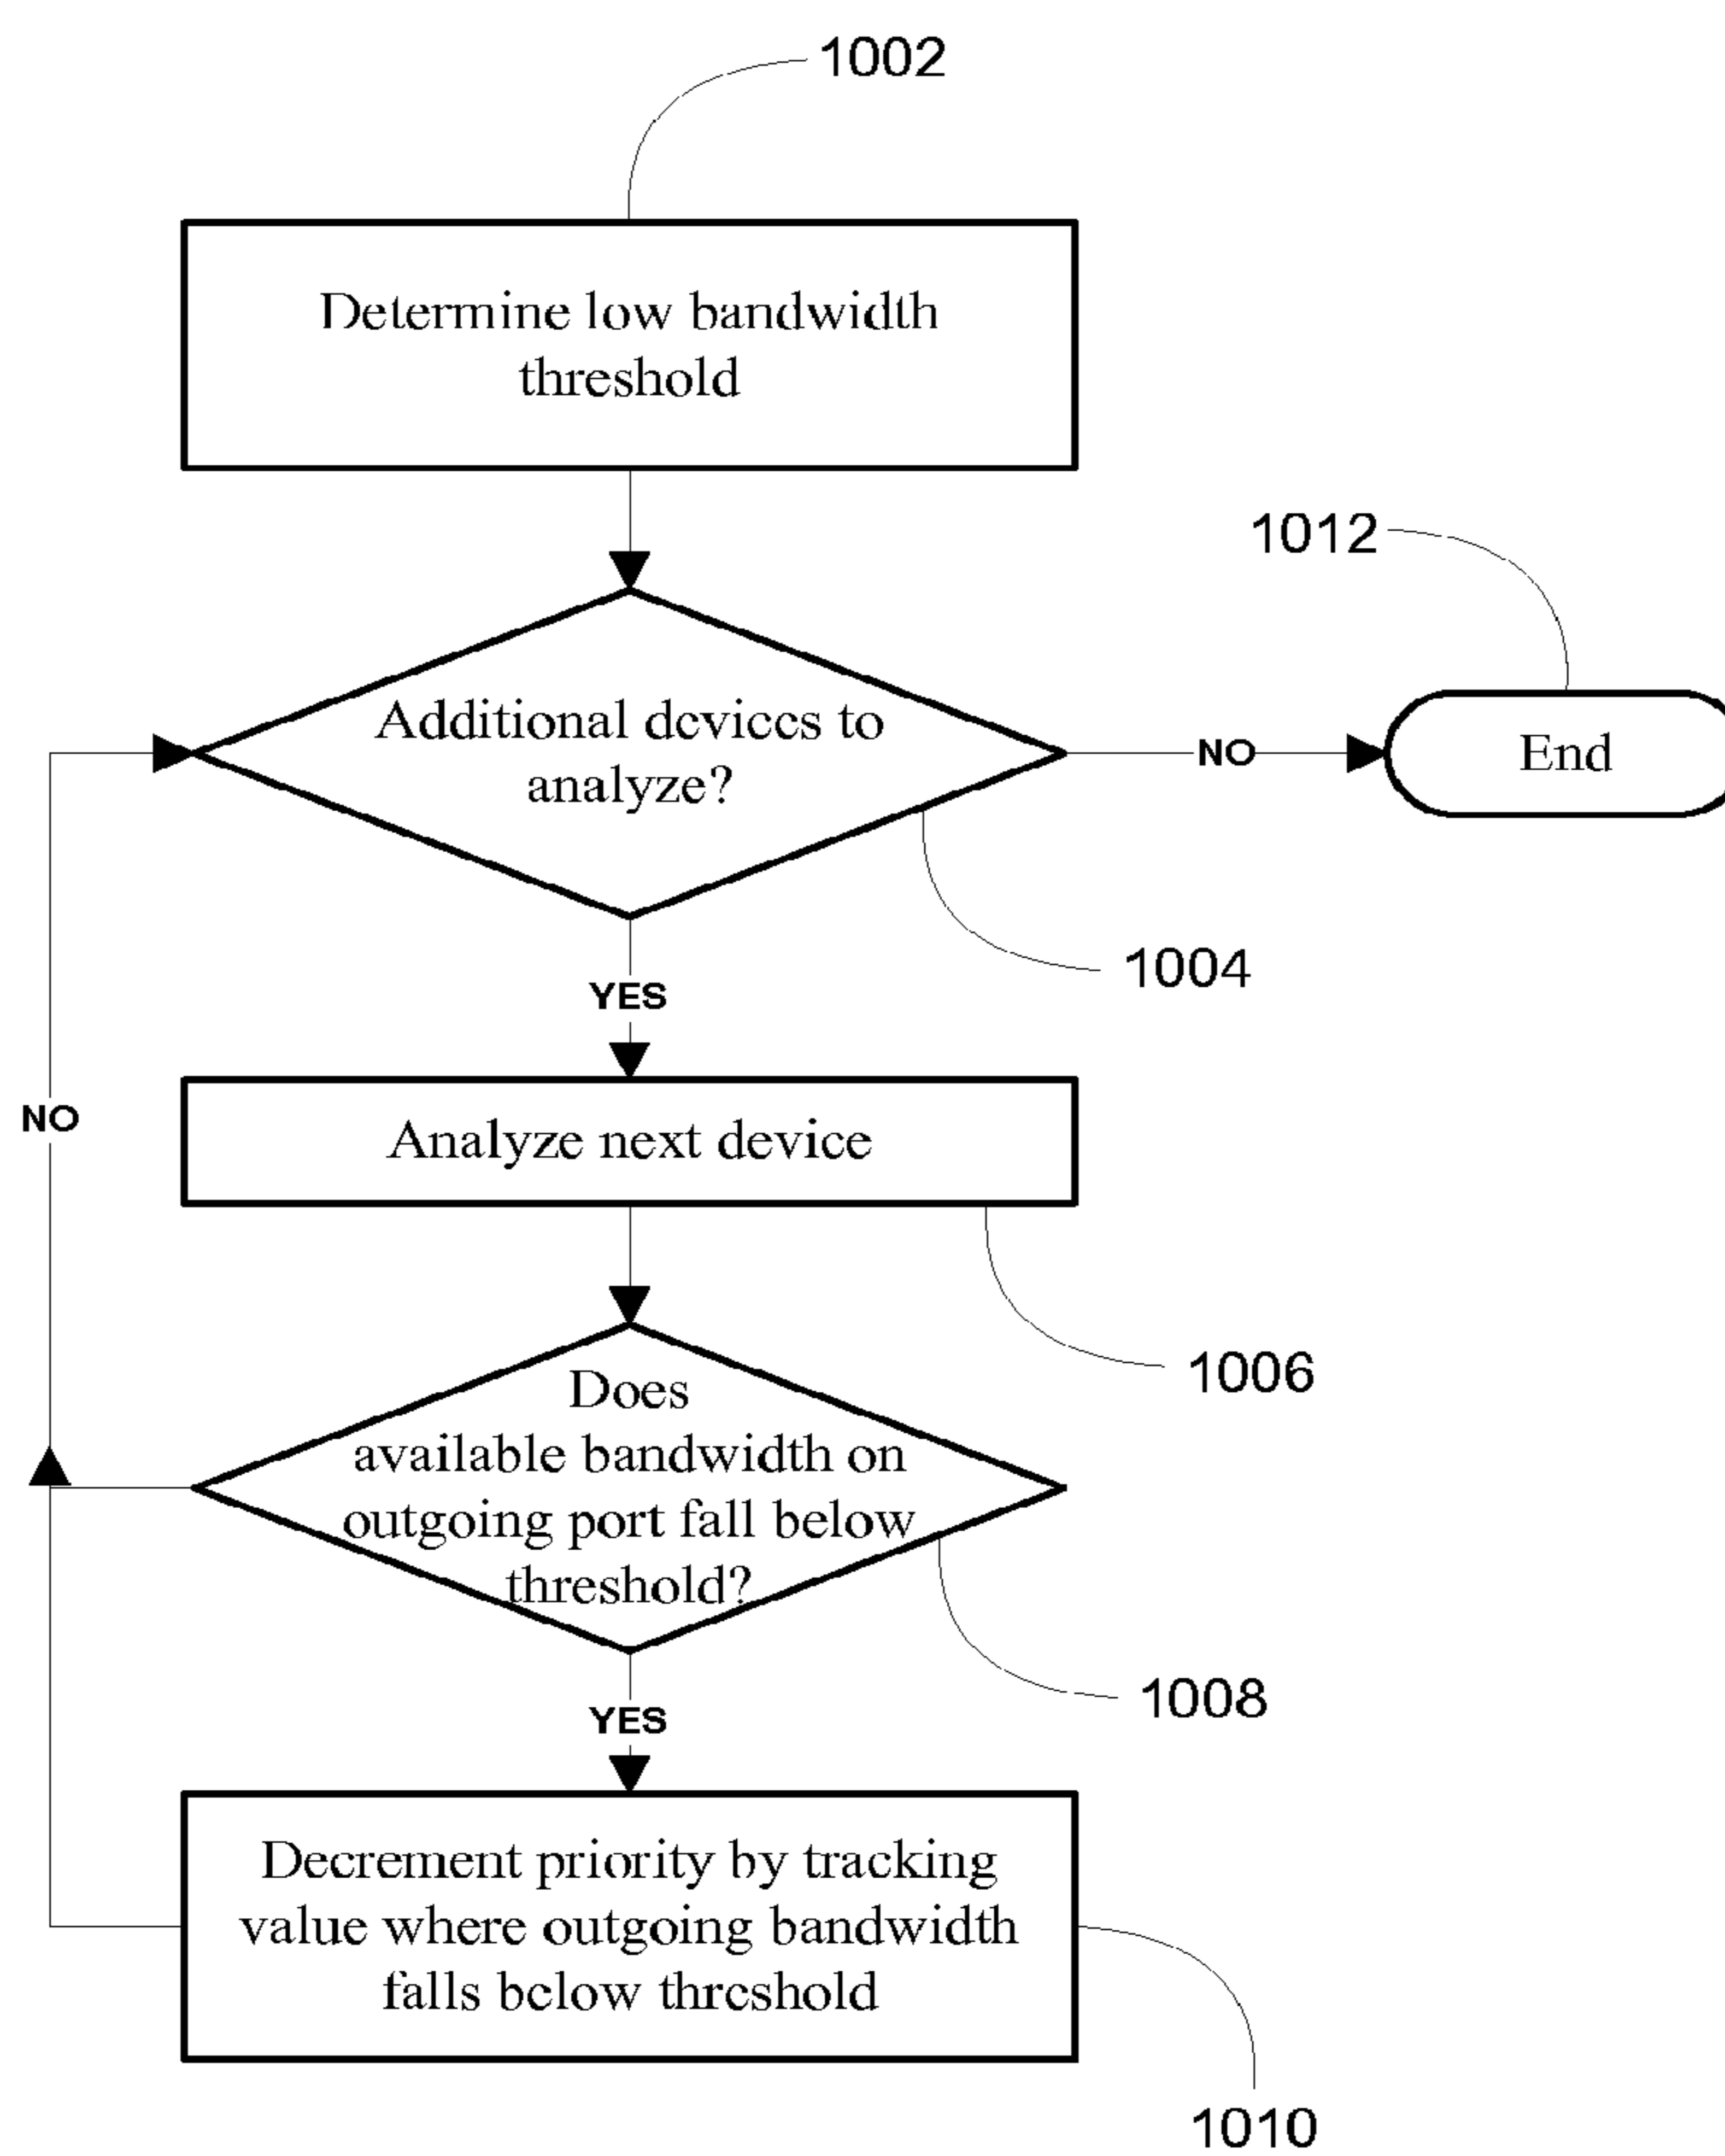 1002
Determine low bandwidth
threshold
1012
Additional devices to
analyze?
NO
End
1004
YES
NO
Analyze next device
1006
Does
available bandwidth on
outgoing port fall below
threshold?
1008
YES
Decrement priority by tracking
value where outgoing bandwidth
falls below threshold
1010